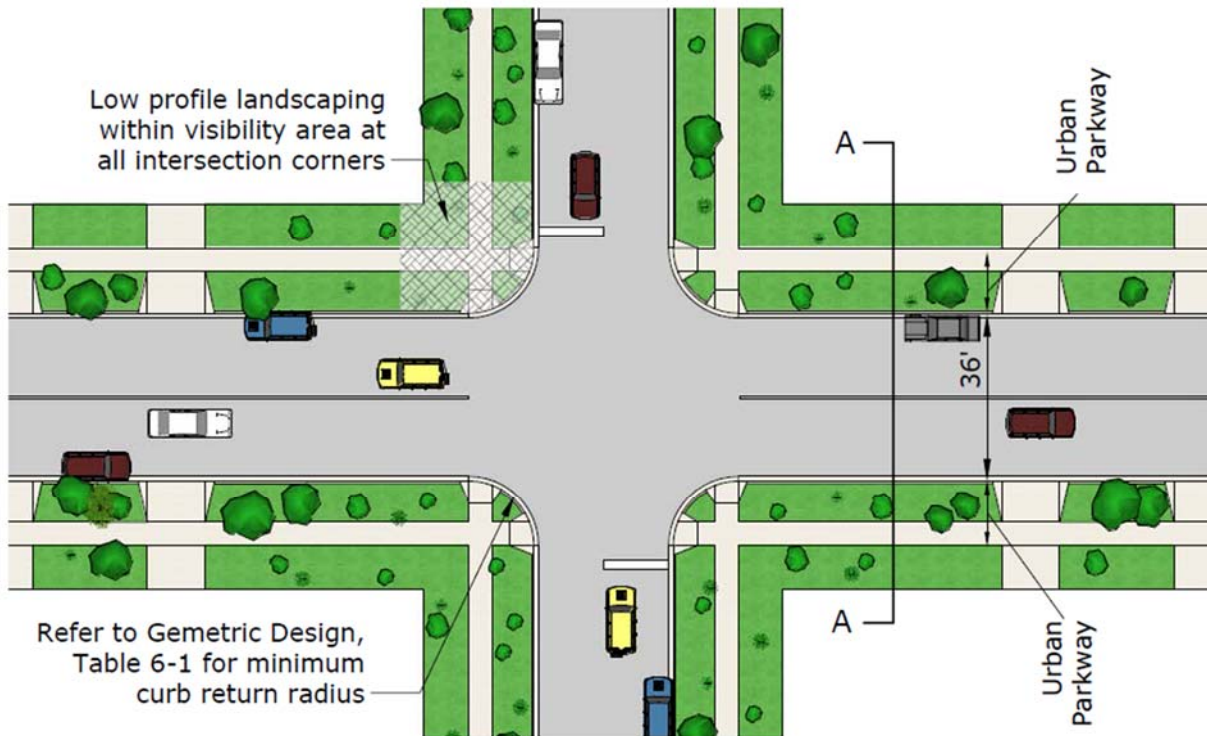 Low profile landscaping
within visibility area at
all intersection corners
A
Urban
Parkway
36'
Refer to Gemetric Design,
Table 6-1 for minimum
curb return radius
A
Urban
Parkway